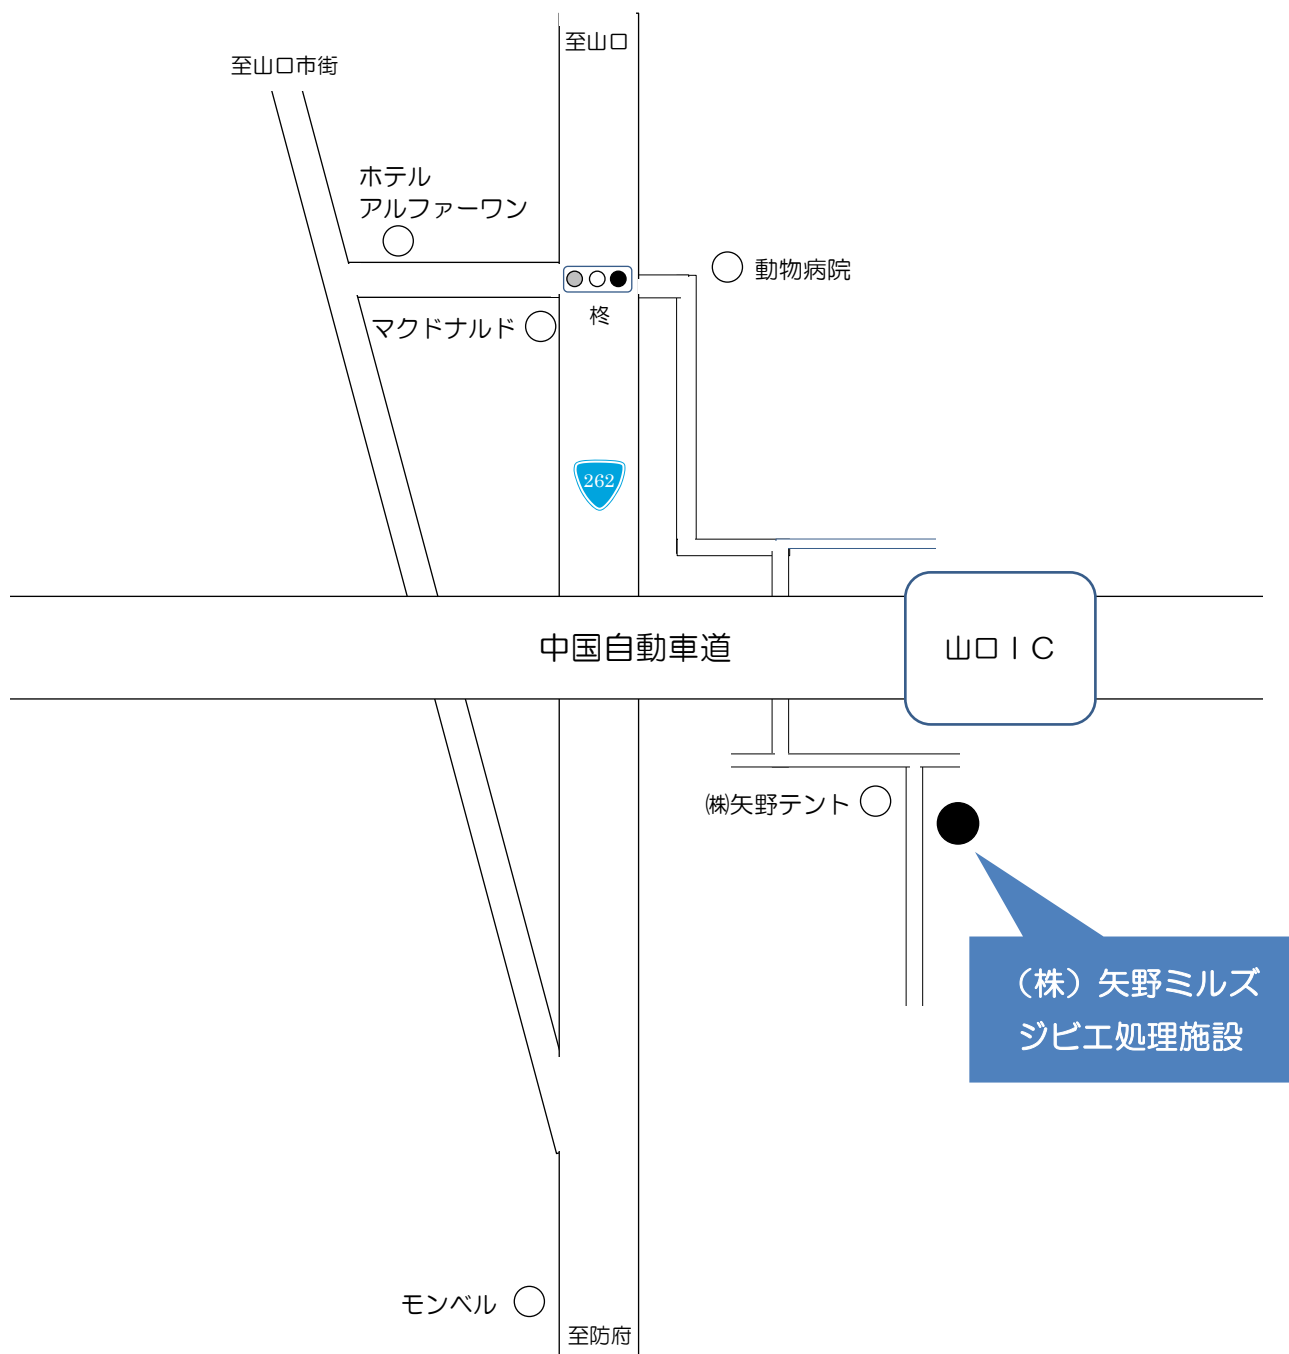 至山口
至山口市街
ホテル
アルファーワン
動物病院
柊
マクドナルド
262
中国自動車道
山口ＩＣ
㈱矢野テント
（株）矢野ミルズ
ジビエ処理施設
モンベル
至防府